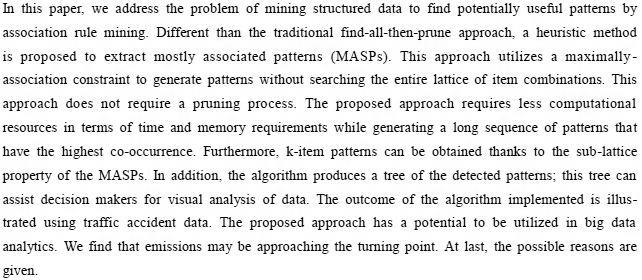 In this paper, we address the problem of mining structured data to find potentially useful patterns by
association rule mining. Different than the traditional find-all-then-prune approach, a heuristic method
is proposed to extract mostly associated patterns (MASPs). This approach utilizes a maximally-
association constraint to generate patterns without searching the entire lattice of item combinations. This
approach does not require a pruning process. The proposed approach requires less computational
resources in terms of time and memory requirements while generating a long sequence of patterns that
have the highest co-occurrence. Furthermore, k-item patterns can be obtained thanks to the sub-lattice
property of the MASPs. In addition, the algorithm produces a tree of the detected patterns; this tree can
assist decision makers for visual analysis of data. The outcome of the algorithm implemented is illus-
trated using traffic accident data. The proposed approach has a potential to be utilized in big data
analytics. We find that emissions may be approaching the turning point. At last, the possible reasons are
given.